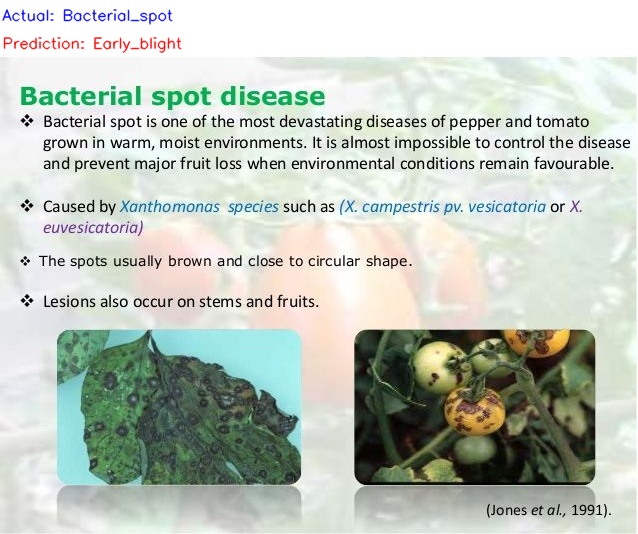 Actual: Bacterial_spot
Prediction: Early_blight
Bacterial spot disease
❖ Bacterial spot is one of the most devastating diseases of pepper and tomato
grown in warm, moist environments. It is almost impossible to control the disease
and prevent major fruit loss when environmental conditions remain favourable.
❖ Caused by Xanthomonas species such as (X. campestris pv. vesicatoria or X.
euvesicatoria)
❖ The spots usually brown and close to circular shape.
❖ Lesions also occur on stems and fruits.
(Jones et al., 1991).